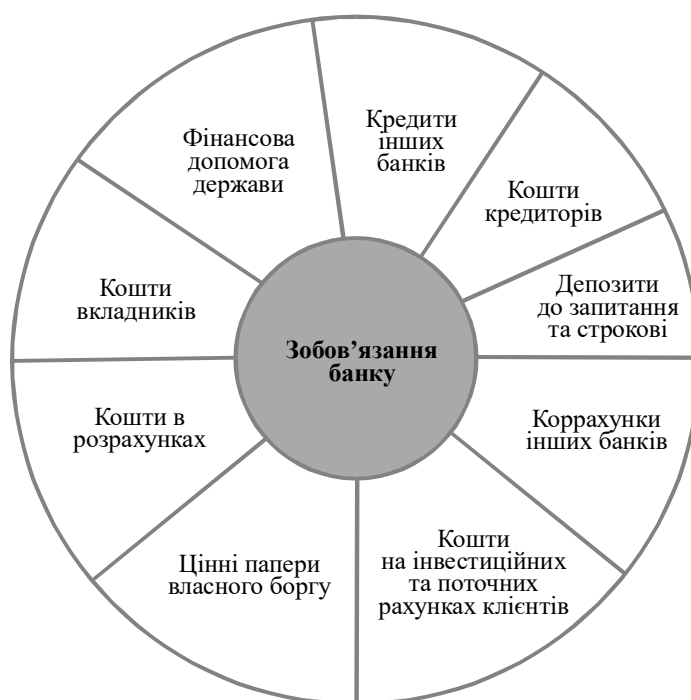 Фінансова
допомога
держави
Кредити
інших
банків
Кошти
кредиторів
Депозити
до запитання
та строкові
Коррахунки
інших банків
Кошти
на інвестиційних
та поточних
рахунках клієнтів
Цінні папери
власного боргу
Кошти в
розрахунках
Кошти
вкладників
Зобов’язання
банку